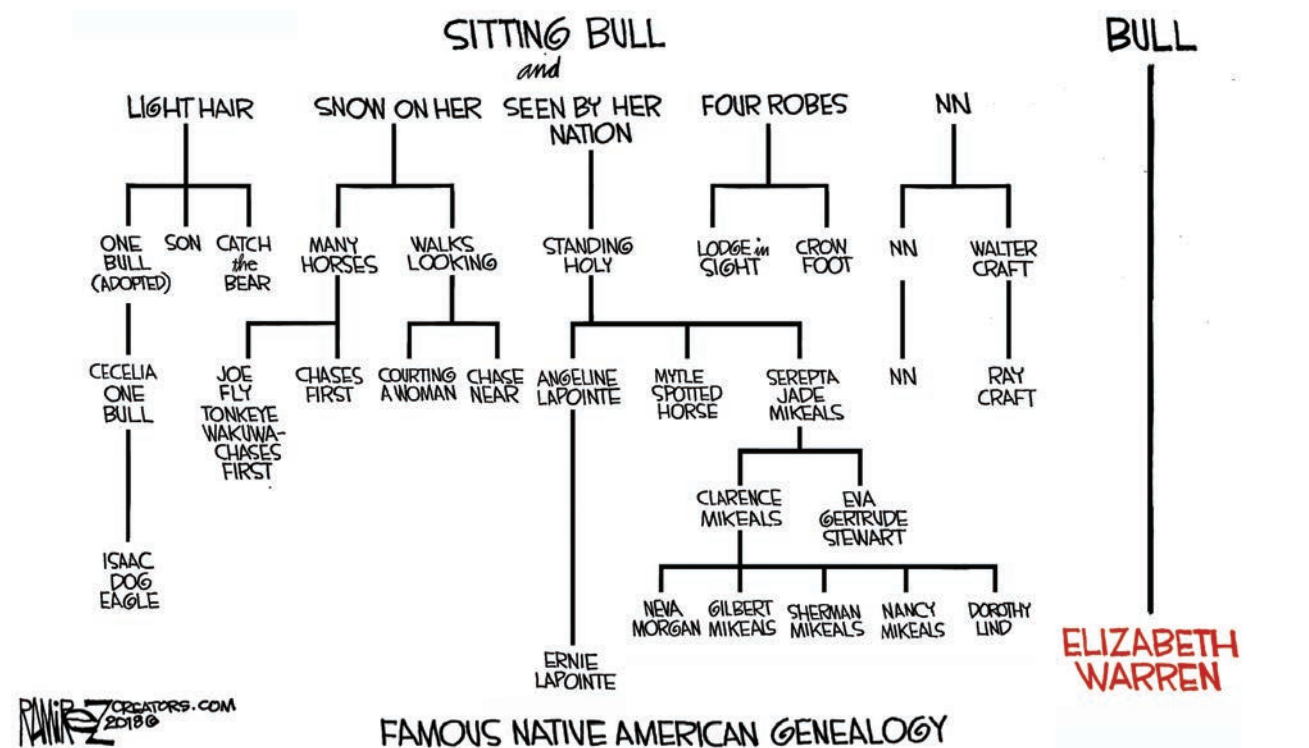 SITTING BULL
and
BULL
LIGHT HAIR
SNOW ON HER
SEEN BY HER
NATION
FOUR ROBES
NN
ONE
BULL
(ADOPTED)
SON
CATCH
the
BEAR
MANY
HORSES
WALKS
LOOKING
STANDING
HOLY
LODGE in
SIGHT
CROW
FOOT
NN
WALTER
CRAFT
CECELIA
ONE
BULL
JOE
FLY
TONKEYE
WAKUWA-
CHASES
FIRST
CHASES
FIRST
COURTING
A WOMAN
CHASE
NEAR
ANGELINE
LAPOINTE
MYTLE
SPOTTED
HORSE
SEREPTA
JADE
MIKEALS
NN
RAY
CRAFT
CLARENCE
MIKEALS
EVA
GERTRUDE
STEWART
ISAAC
DOG
EAGLE
NEVA
MORGAN
GILBERT
MIKEALS
SHERMAN
MIKEALS
NANCY
MIKEALS
DOROTHY
LIND
ERNIE
LAPOINTE
ELIZABETH
WARREN
RAMIREZ
CREATORS.COM
2018©
FAMOUS NATIVE AMERICAN GENEALOGY